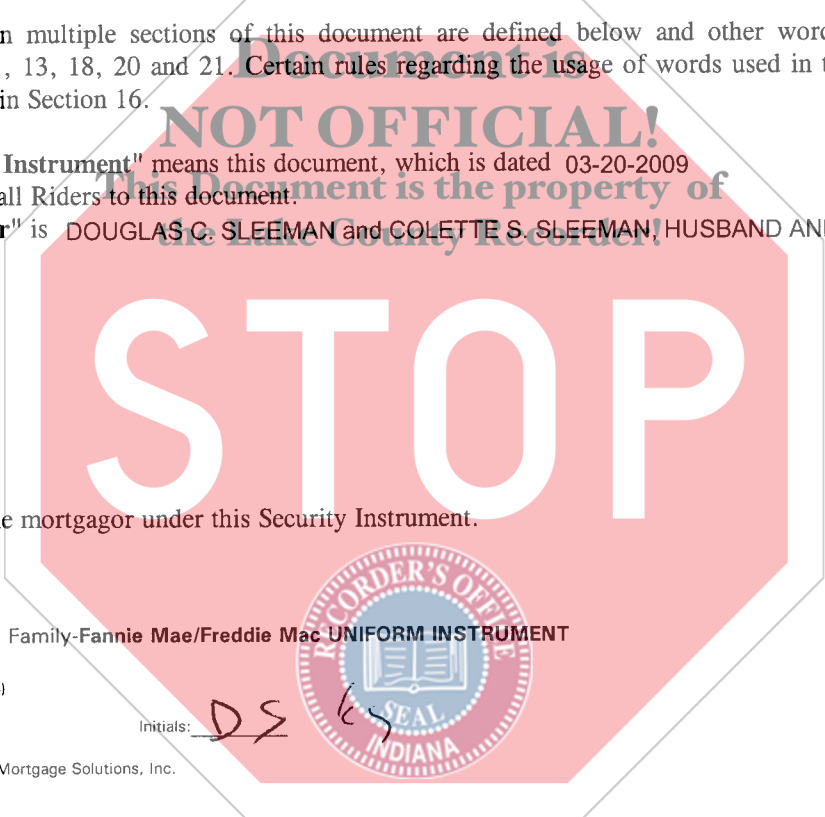 n multiple sections of this document are defined below and other word
, 13, 18, 20 and 21. Certain rules regarding the usage of words used in t
in Section 16.
Document is
NOT OFFICIAL!
This Document is the property of
the Lake County Recorder!
Instrument" means this document, which is dated 03-20-2009
all Riders to this document.
r" is DOUGLAS C. SLEEMAN and COLETTE S. SLEEMAN, HUSBAND AN
STOP
e mortgagor under this Security Instrument.
RECORDER'S OFFICE
SEAL
INDIANA
Family-Fannie Mae/Freddie Mac UNIFORM INSTRUMENT
Initials: DS
Mortgage Solutions, Inc.